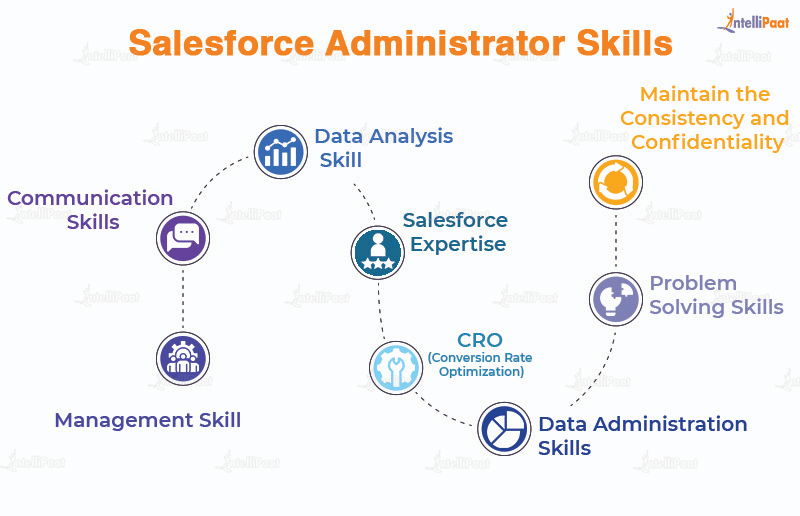 IntelliPaat
Salesforce Administrator Skills
Maintain the
Consistency and
Confidentiality
Data Analysis
Skill
Communication
Skills
Salesforce
Expertise
Problem
Solving Skills
CRO
(Conversion Rate
Optimization)
Management Skill
Data Administration
Skills